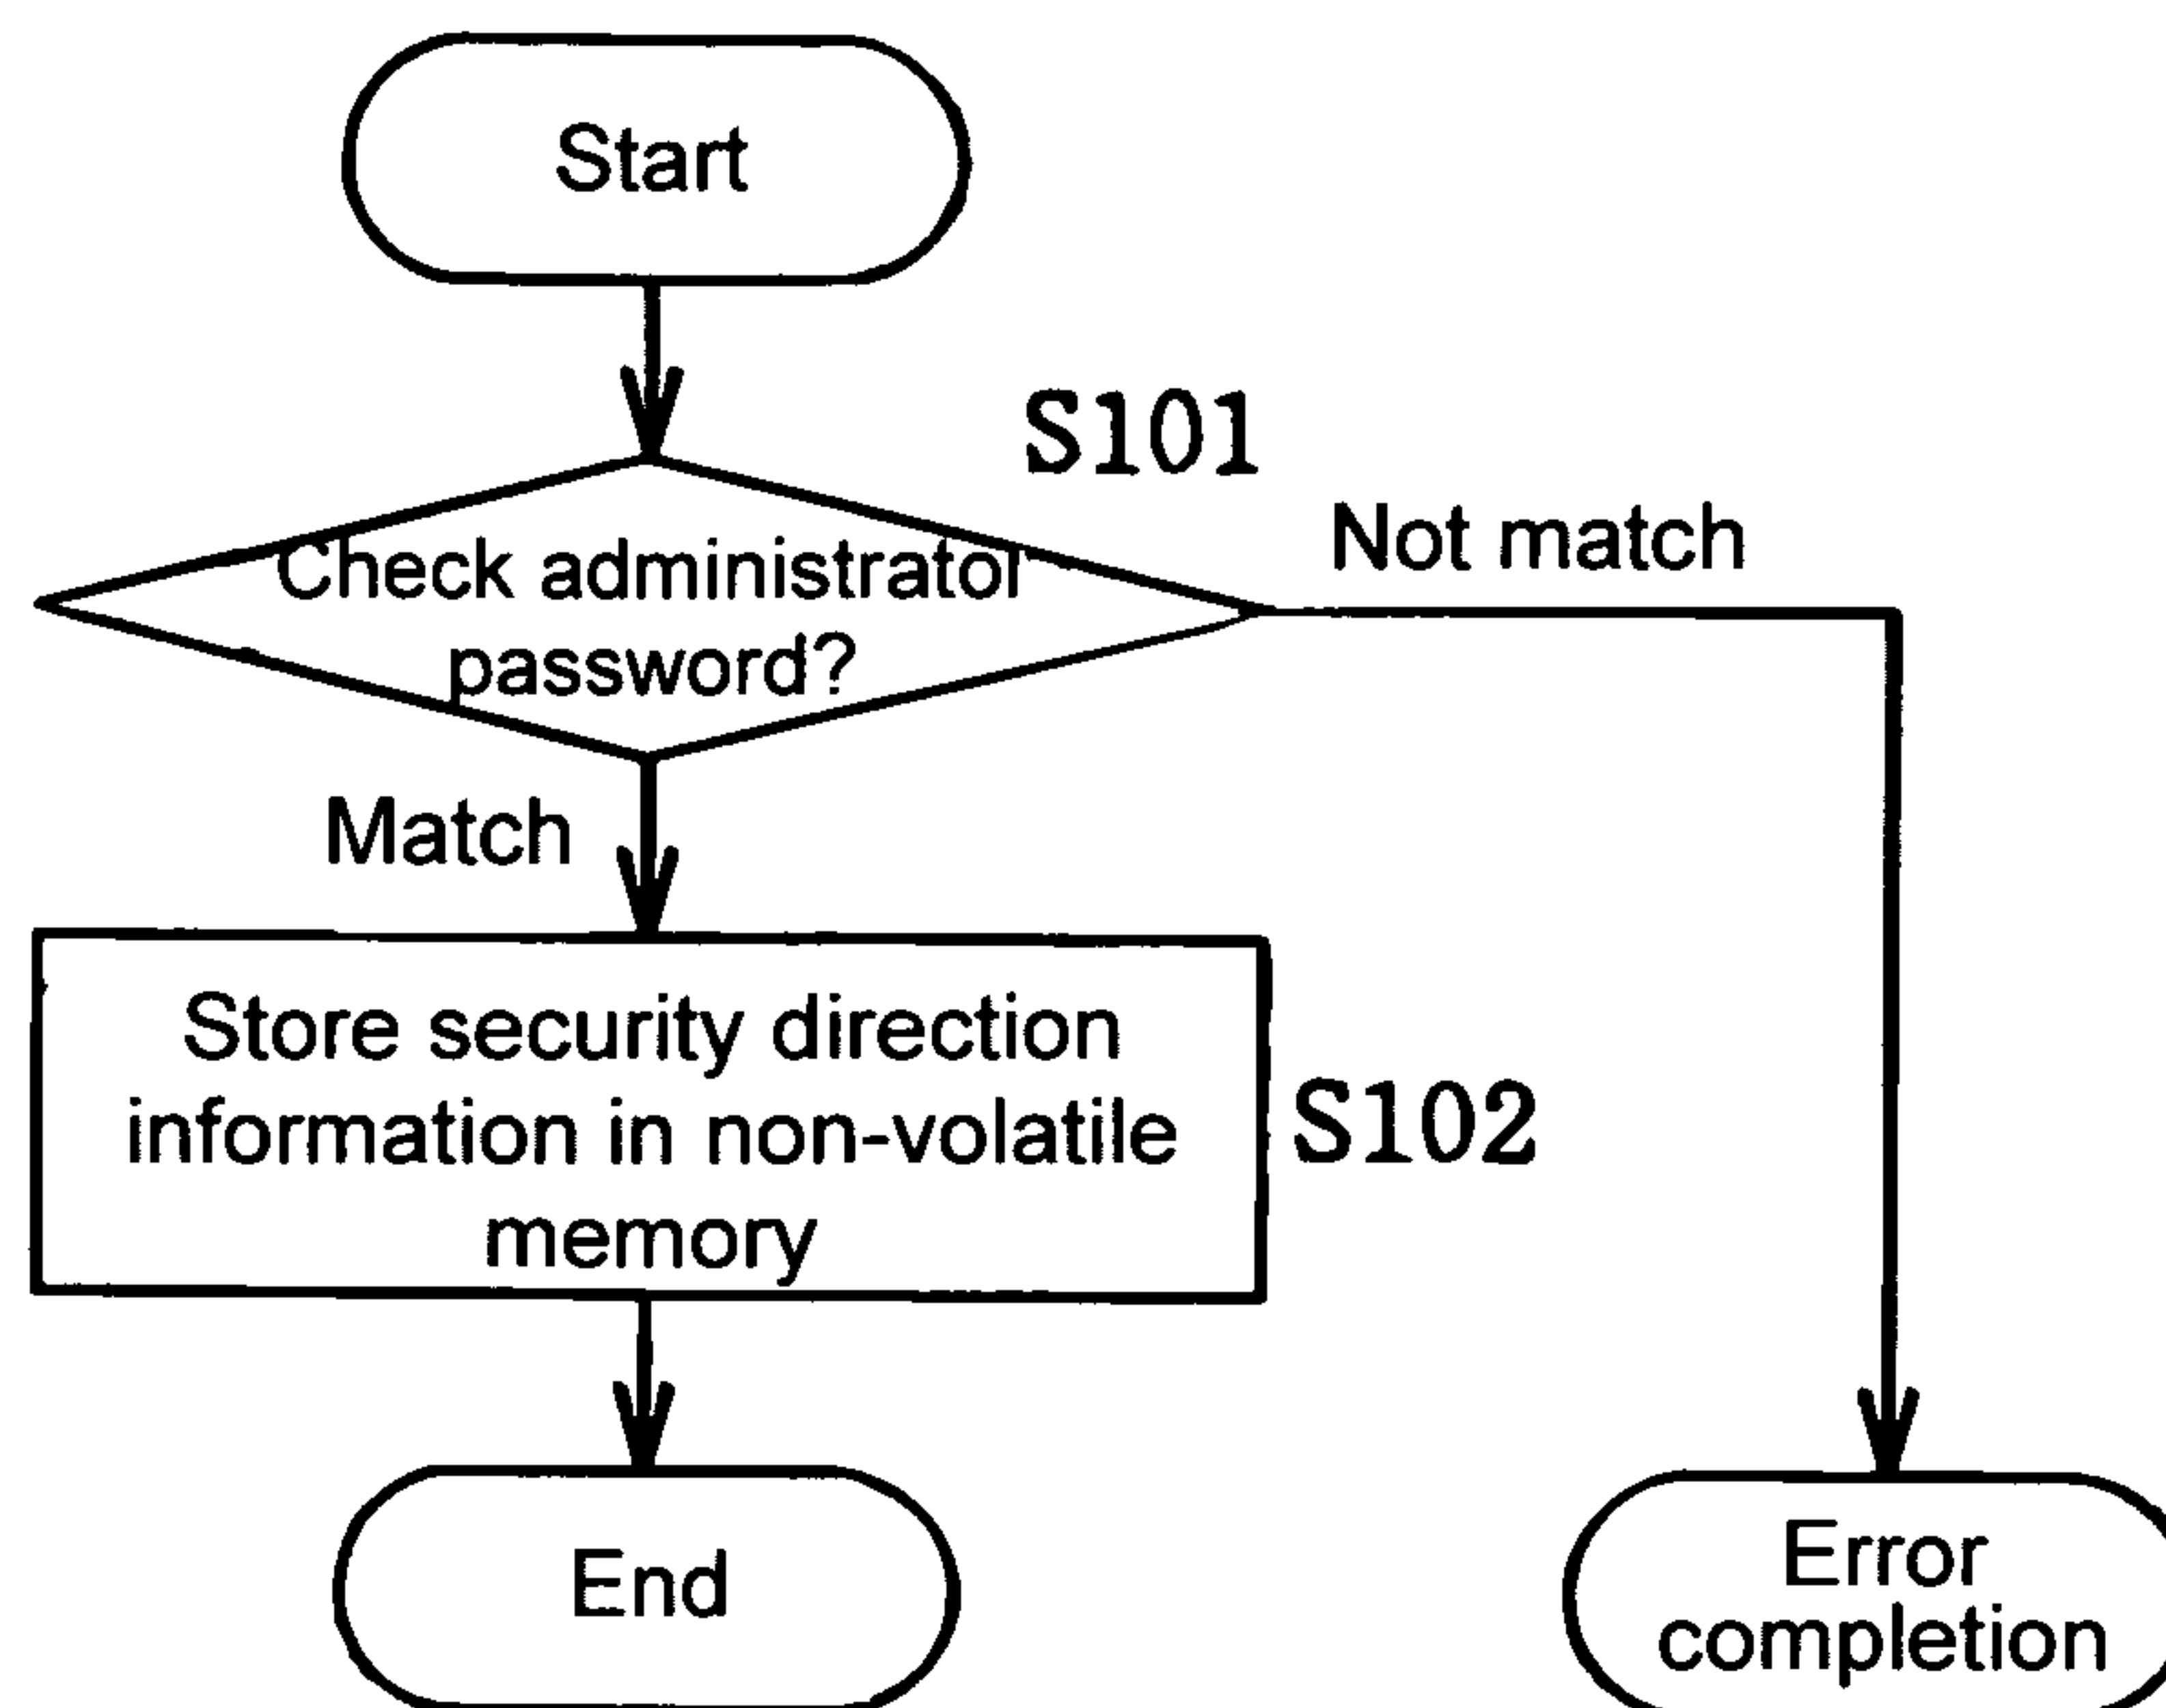 Start
S101
Not match
Check administrator
password?
Match
Store security direction
information in non-volatile
memory
S102
End
Error
completion